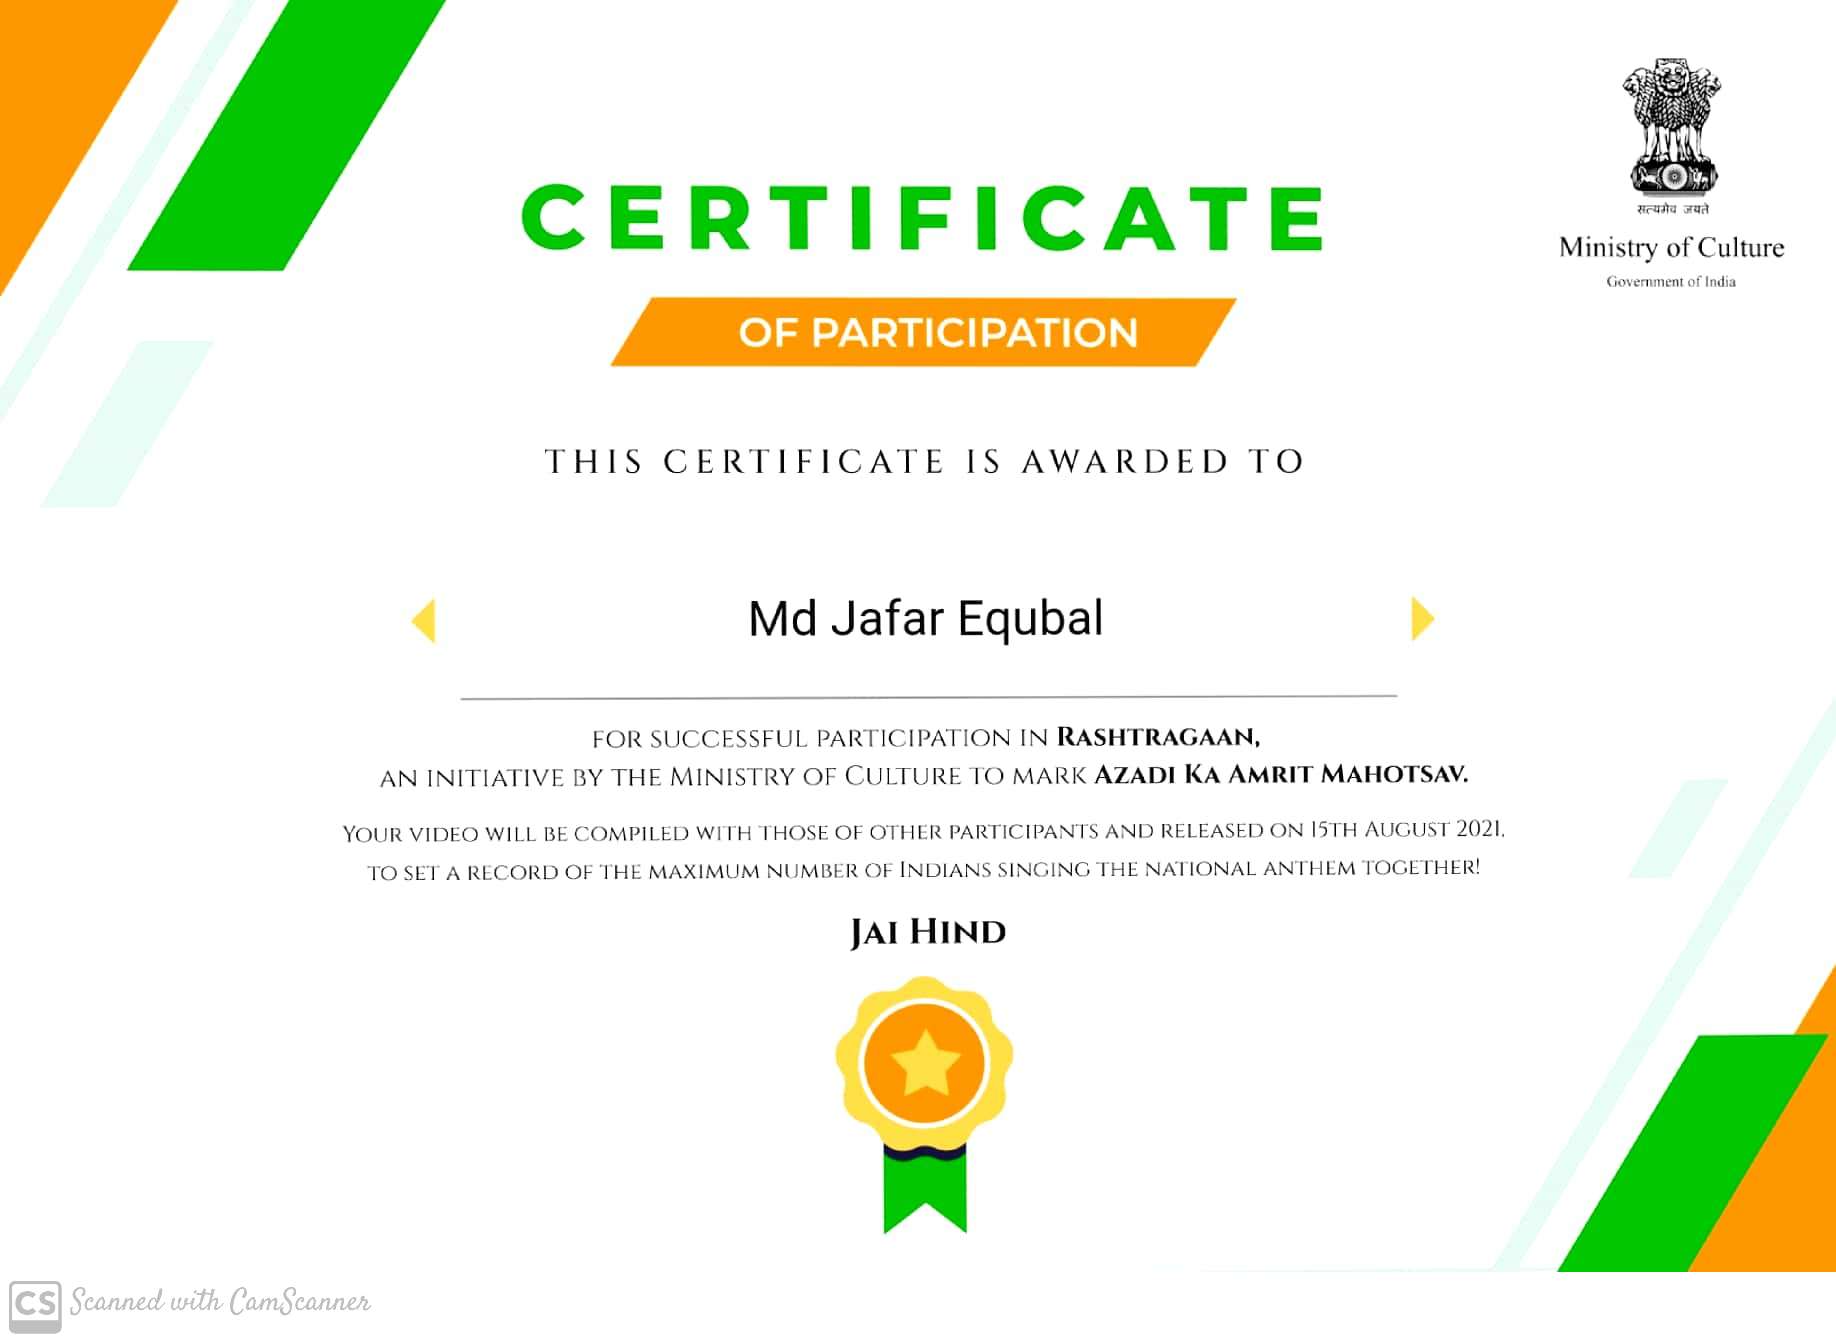 CERTIFICATE
OF PARTICIPATION
सत्यमेव जयते
Ministry of Culture
Government of India
THIS CERTIFICATE IS AWARDED TO
Md Jafar Equbal
FOR SUCCESSFUL PARTICIPATION IN RASHTRAGAAN,
AN INITIATIVE BY THE MINISTRY OF CULTURE TO MARK AZADI KA AMRIT MAHOTSAV.
YOUR VIDEO WILL BE COMPILED WITH THOSE OF OTHER PARTICIPANTS AND RELEASED ON 15TH AUGUST 2021,
TO SET A RECORD OF THE MAXIMUM NUMBER OF INDIANS SINGING THE NATIONAL ANTHEM TOGETHER!
JAI HIND
CS Scanned with CamScanner